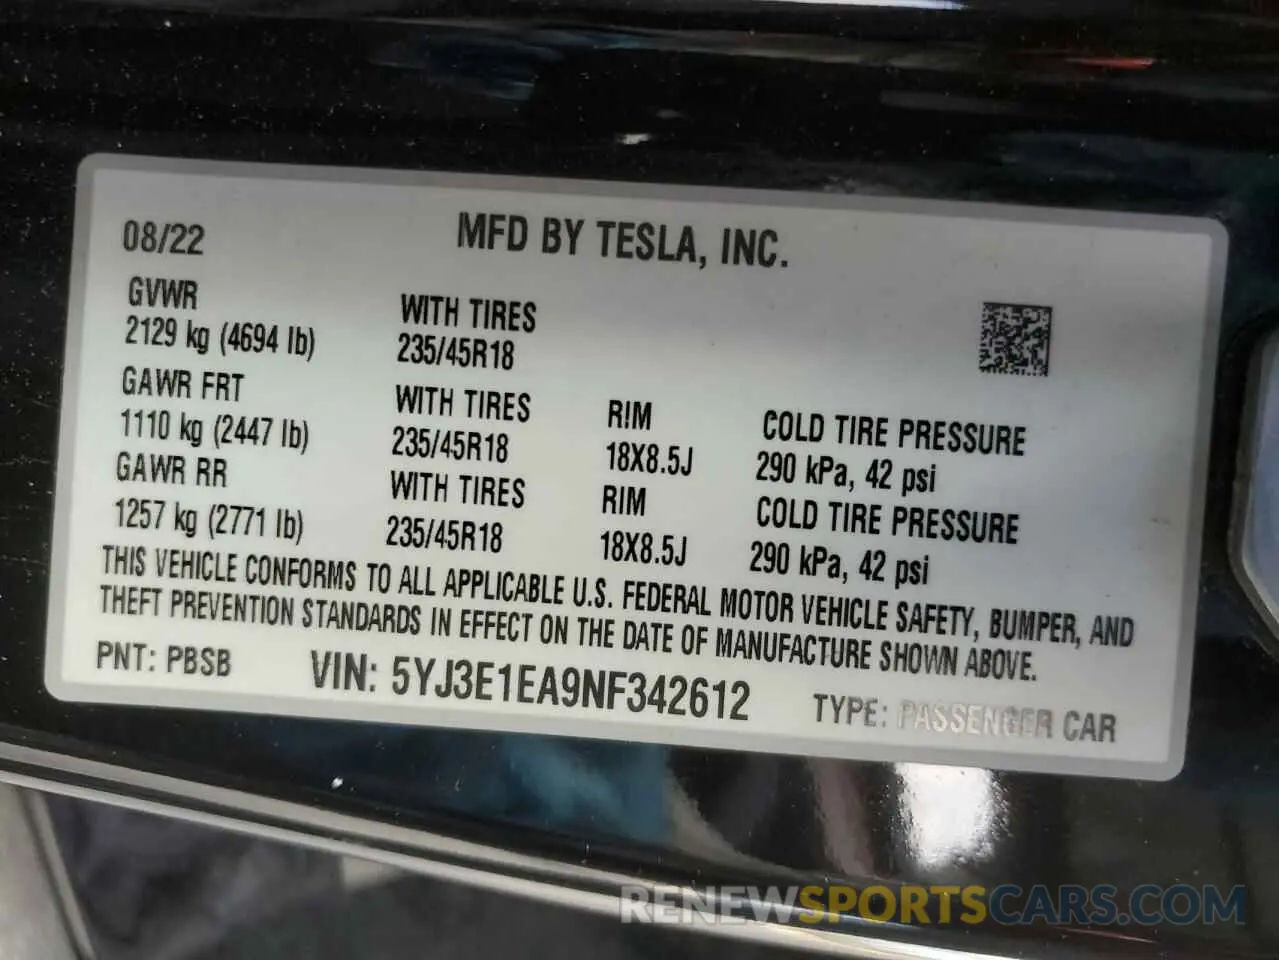 08/22 MFD BY TESLA, INC.
GVWR WITH TIRES
2129 kg (4694 lb) 235/45R18
GAWR FRT WITH TIRES RIM COLD TIRE PRESSURE
1110 kg (2447 lb) 235/45R18 18X8.5J 290 kPa, 42 psi
GAWR RR WITH TIRES RIM COLD TIRE PRESSURE
1257 kg (2771 lb) 235/45R18 18X8.5J 290 kPa, 42 psi
THIS VEHICLE CONFORMS TO ALL APPLICABLE U.S. FEDERAL MOTOR VEHICLE SAFETY, BUMPER, AND
THEFT PREVENTION STANDARDS IN EFFECT ON THE DATE OF MANUFACTURE SHOWN ABOVE.
PNT: PBSB VIN: 5YJ3E1EA9NF342612 TYPE: PASSENGER CAR
RENEWSPORTSCARS.COM